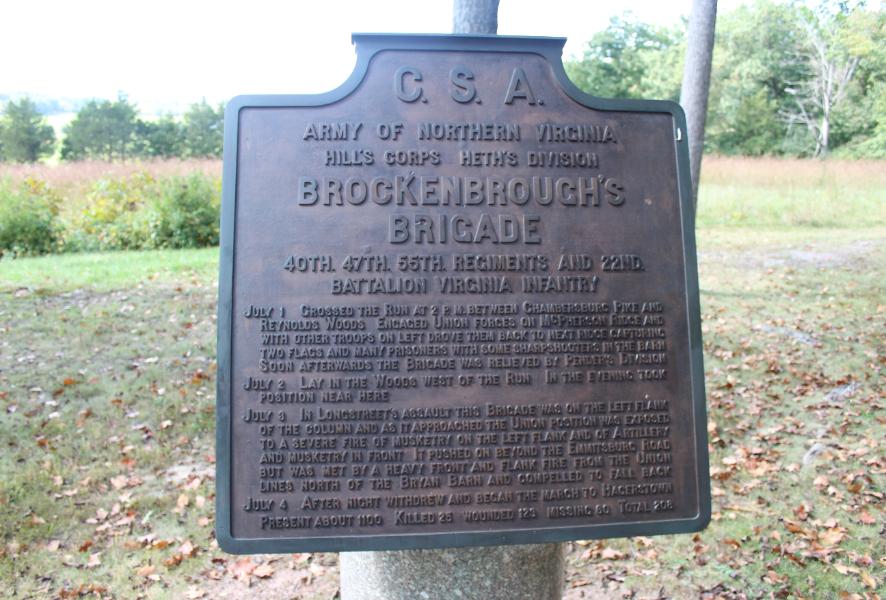 C. S. A.
ARMY OF NORTHERN VIRGINIA
HILL'S CORPS HETH'S DIVISION
BROCKENBROUGH'S
BRIGADE
40TH. 47TH. 55TH. REGIMENTS AND 22ND.
BATTALION VIRGINIA INFANTRY
JULY 1 CROSSED THE RUN AT 2 P.M. BETWEEN CHAMBERSBURG PIKE AND
REYNOLDS WOODS ENGAGED UNION FORCES ON MCPHERSON RIDGE AND
WITH OTHER TROOPS ON LEFT DROVE THEM BACK TO NEXT RIDGE CAPTURING
TWO FLAGS AND MANY PRISONERS WITH SOME SHARPSHOOTERS IN THE BARN
SOON AFTERWARDS THE BRIGADE WAS RELIEVED BY PENDER'S DIVISION
JULY 2 LAY IN THE WOODS WEST OF THE RUN IN THE EVENING TOOK
POSITION NEAR HERE
JULY 3 IN LONGSTREET'S ASSAULT THIS BRIGADE WAS ON THE LEFT FLANK
OF THE COLUMN AND AS IT APPROACHED THE UNION POSITION WAS EXPOSED
TO A SEVERE FIRE OF MUSKETRY ON THE LEFT FLANK AND OF ARTILLERY
AND MUSKETRY IN FRONT IT PUSHED ON BEYOND THE EMMITSBURG ROAD
BUT WAS MET BY A HEAVY FRONT AND FLANK FIRE FROM THE UNION
LINES NORTH OF THE BRYAN BARN AND COMPELLED TO FALL BACK
JULY 4 AFTER NIGHT WITHDREW AND BEGAN THE MARCH TO HAGERSTOWN
PRESENT ABOUT 1100 KILLED 25 WOUNDED 123 MISSING 60 TOTAL 208